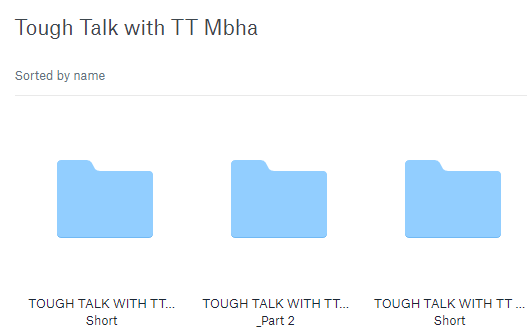 Tough Talk with TT Mbha
Sorted by name
TOUGH TALK WITH TT...
Short
TOUGH TALK WITH TT...
_Part 2
TOUGH TALK WITH TT ...
Short